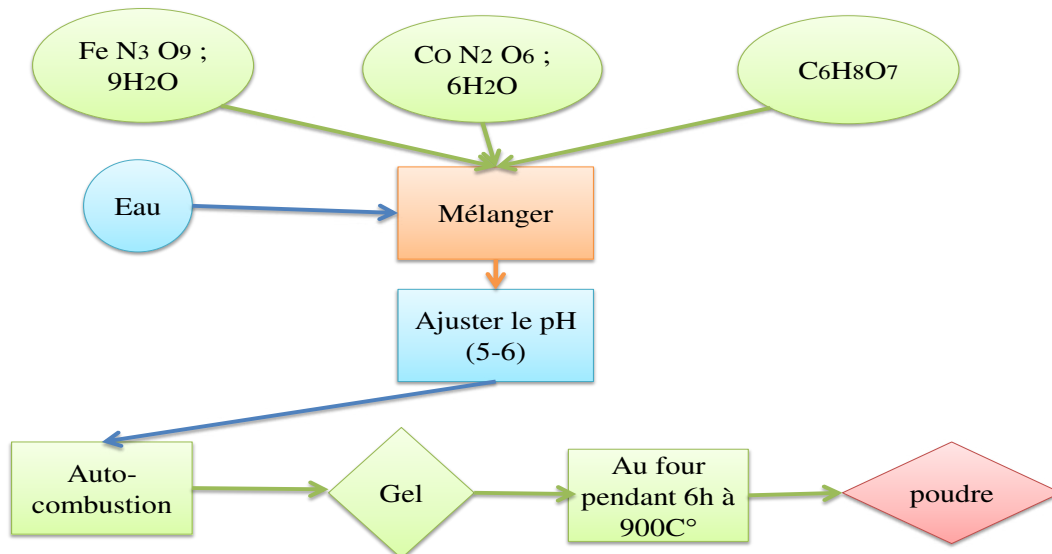 Fe N3 O9 ;
9H2O
Co N2 O6 ;
6H2O
C6H8O7
Eau
Mélanger
Ajuster le pH
(5-6)
Auto-
combustion
Gel
Au four
pendant 6h à
900C°
poudre